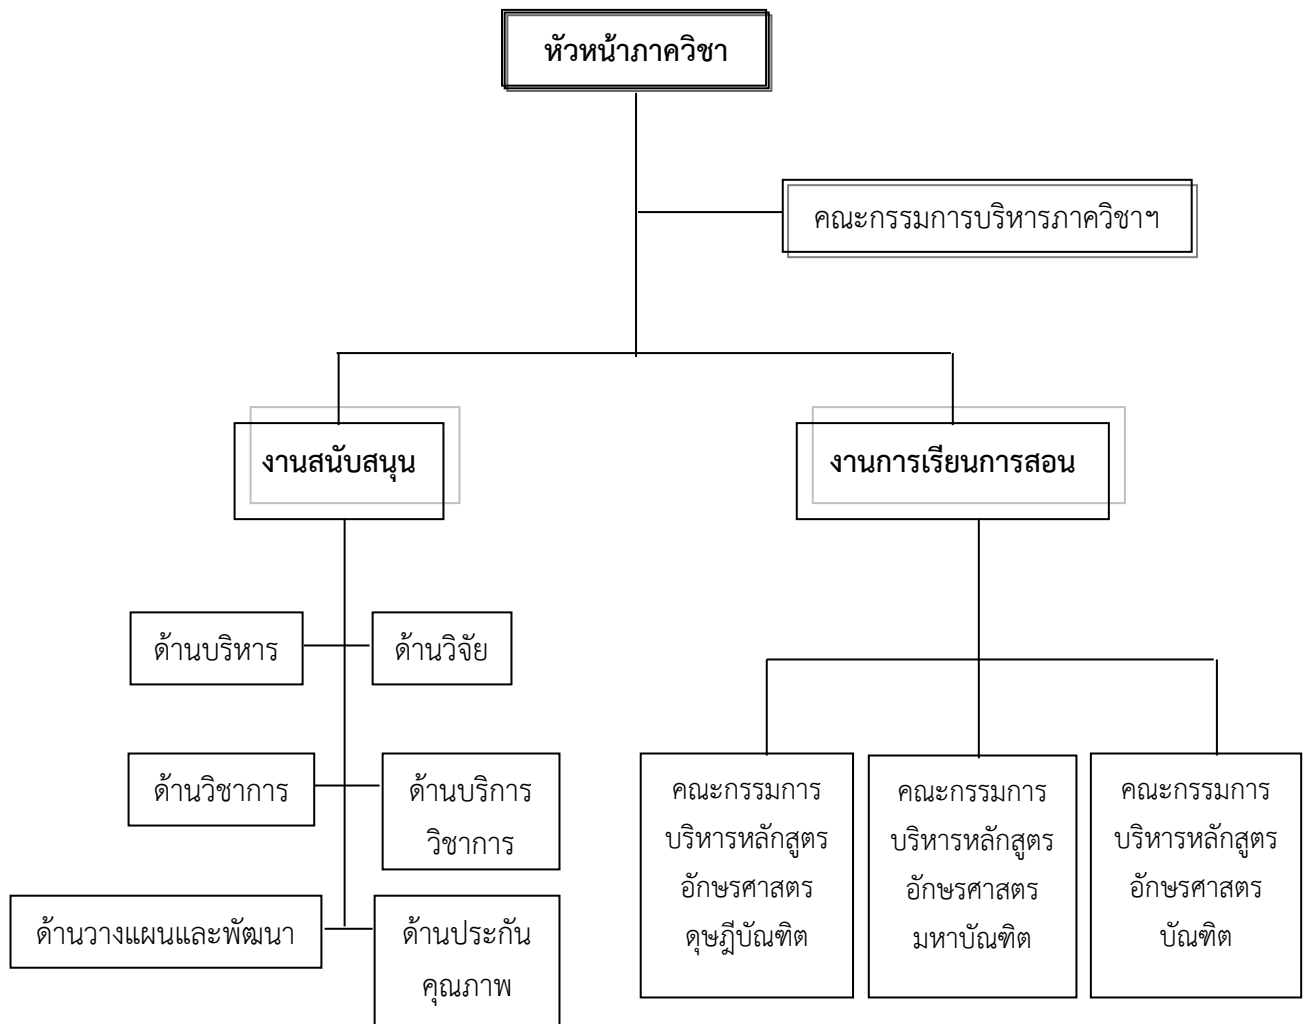 หัวหน้าภาควิชา
คณะกรรมการบริหารภาควิชาฯ
งานสนับสนุน
งานการเรียนการสอน
ด้านบริหาร
ด้านวิจัย
ด้านวิชาการ
ด้านบริการ
วิชาการ
ด้านวางแผนและพัฒนา
ด้านประกัน
คุณภาพ
คณะกรรมการ
บริหารหลักสูตร
อักษรศาสตร
ดุษฎีบัณฑิต
คณะกรรมการ
บริหารหลักสูตร
อักษรศาสตร
มหาบัณฑิต
คณะกรรมการ
บริหารหลักสูตร
อักษรศาสตร
บัณฑิต